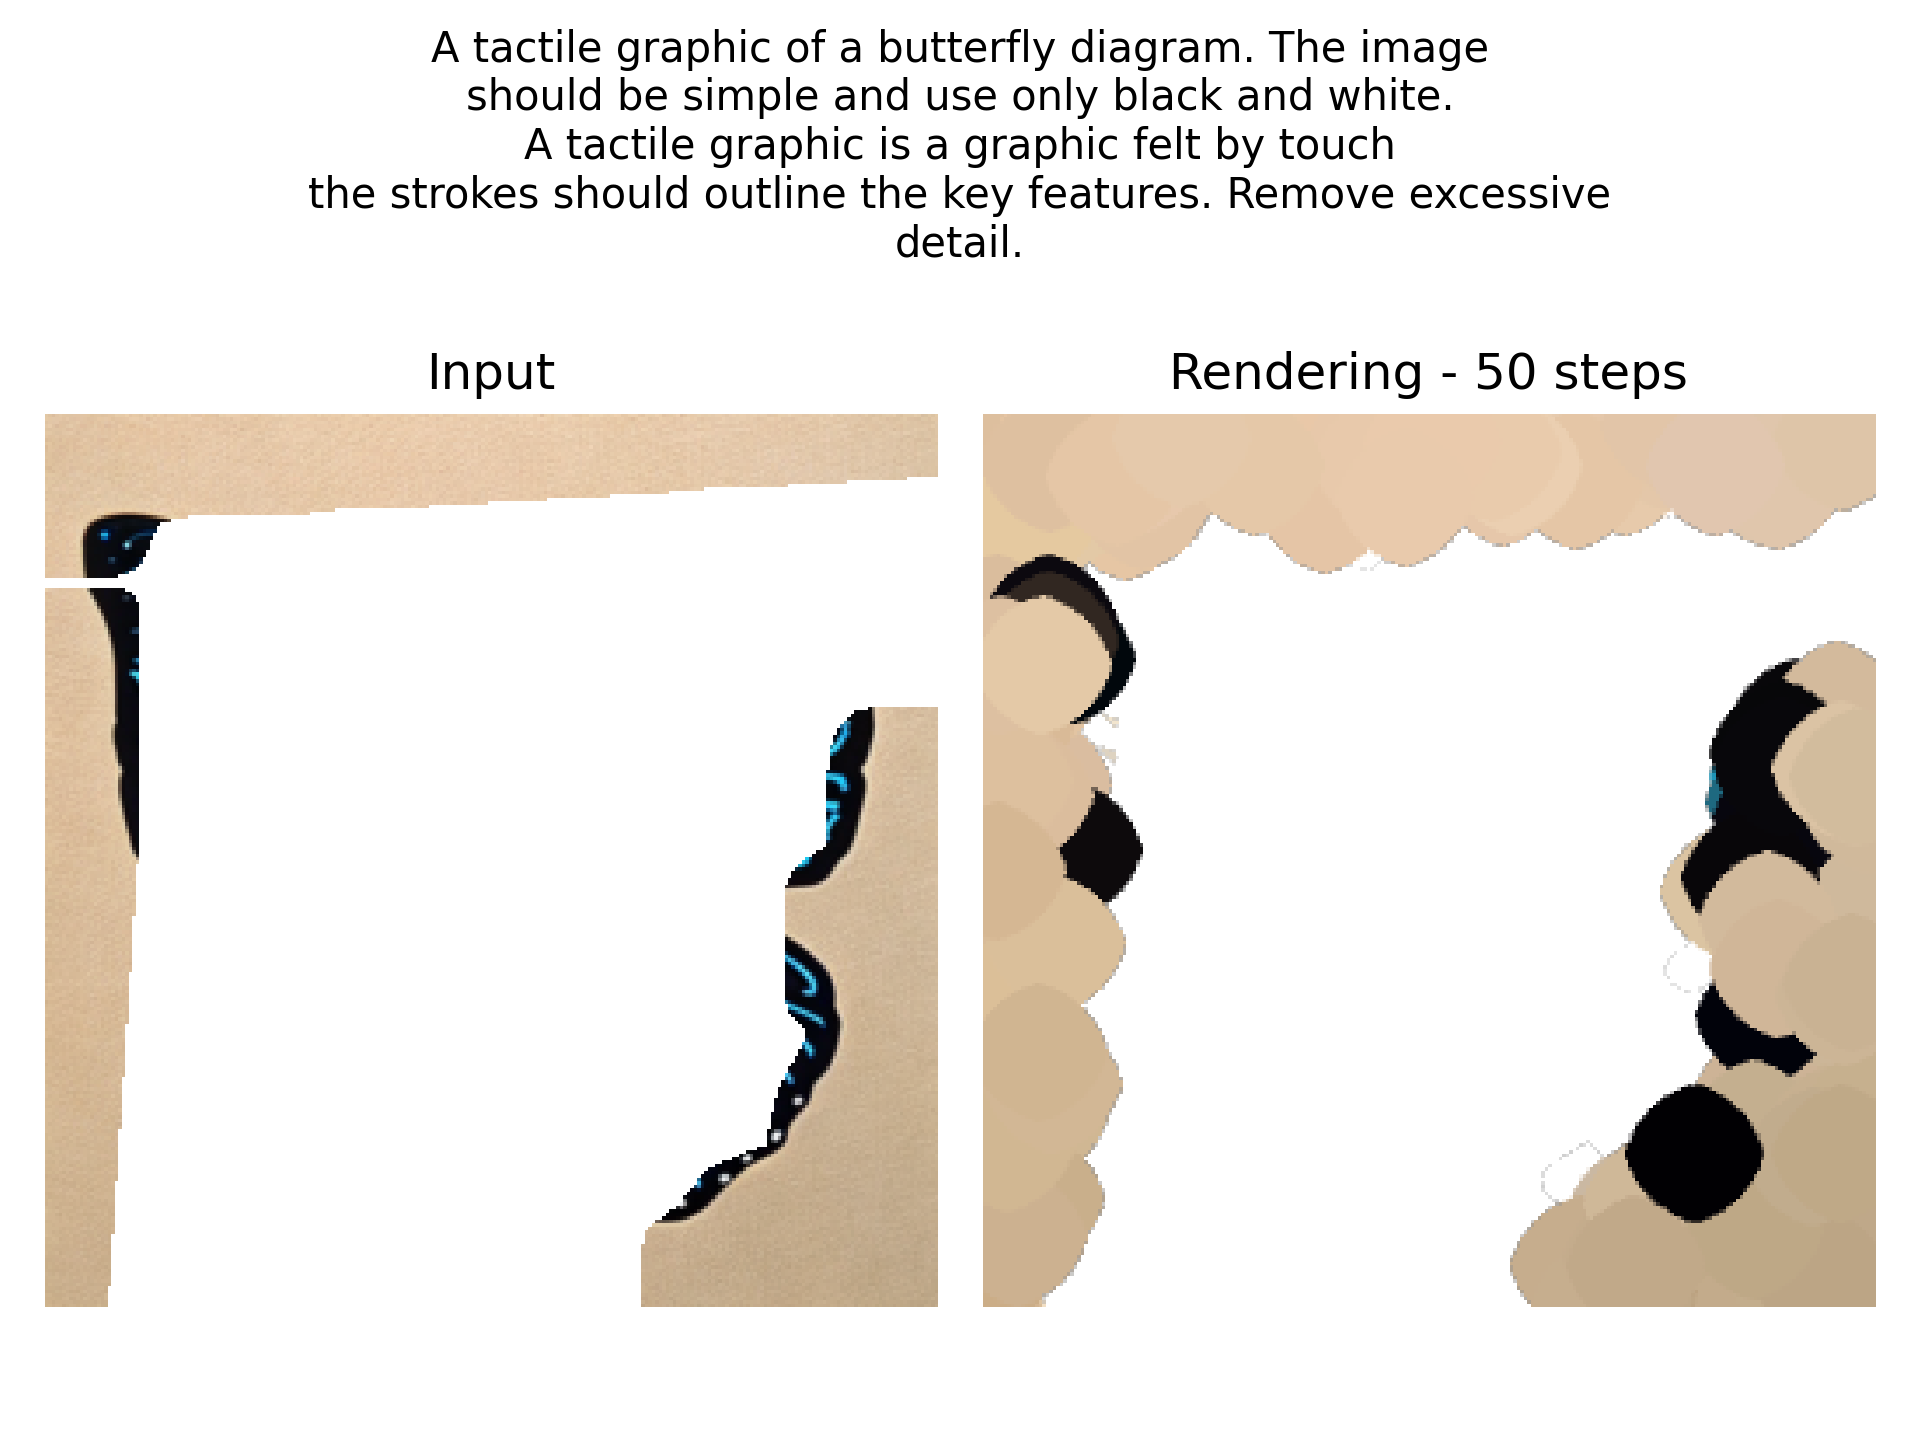 A tactile graphic of a butterfly diagram. The image
should be simple and use only black and white.
A tactile graphic is a graphic felt by touch
the strokes should outline the key features. Remove excessive
detail.
Input
Rendering - 50 steps